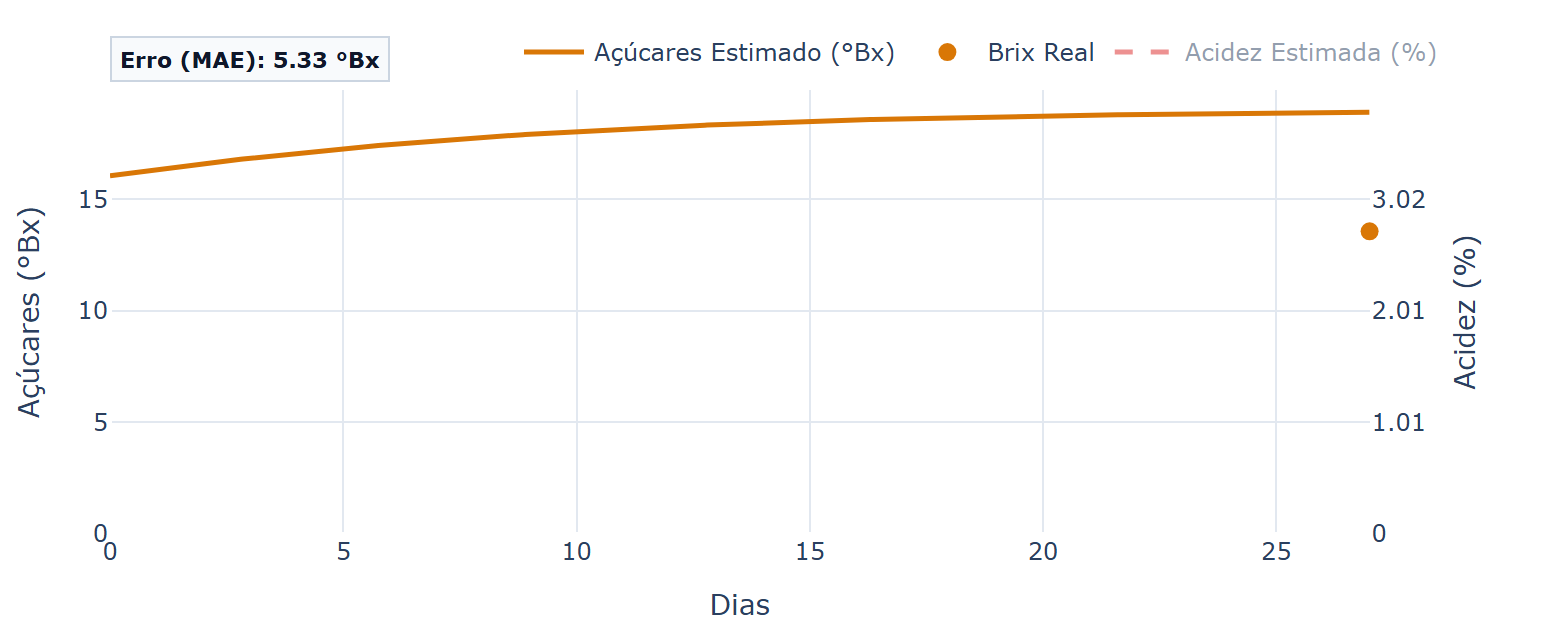 Erro (MAE): 5.33 ºBx
Açúcares Estimado (°Bx)
Brix Real
Acidez Estimada (%)
Açúcares (°Bx)
15
10
5
0
3.02
2.01
1.01
0
Acidez (%)
0
5
10
15
20
25
Dias